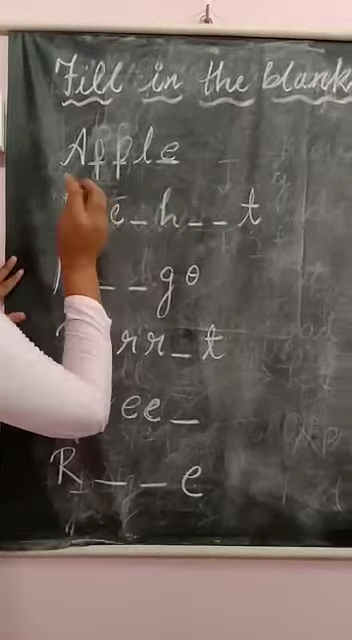 Fill in the blank
Apple
e_h__t
__go
rr_t
ee_
R___e